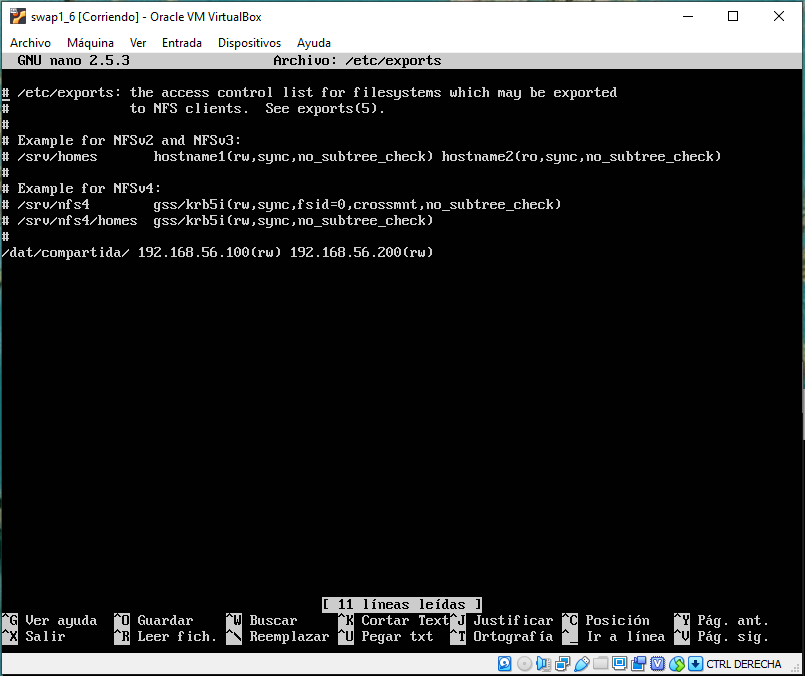 swap1_6 [Corriendo] - Oracle VM VirtualBox
Archivo Máquina Ver Entrada Dispositivos Ayuda
GNU nano 2.5.3 Archivo: /etc/exports
# /etc/exports: the access control list for filesystems which may be exported
# to NFS clients. See exports(5).
#
# Example for NFSv2 and NFSv3:
# /srv/homes hostname1(rw,sync,no_subtree_check) hostname2(ro,sync,no_subtree_check)
#
# Example for NFSv4:
# /srv/nfs4 gss/krb5i(rw,sync,fsid=0,crossmnt,no_subtree_check)
# /srv/nfs4/homes gss/krb5i(rw,sync,no_subtree_check)
#
/dat/compartida/ 192.168.56.100(rw) 192.168.56.200(rw)
[ 11 líneas leídas ]
^G Ver ayuda ^O Guardar ^W Buscar ^K Cortar Text ^J Justificar ^C Posición ^Y Pág. ant.
^X Salir ^R Leer fich. ^\ Reemplazar ^U Pegar txt ^T Ortografía ^_ Ir a línea ^V Pág. sig.
CTRL DERECHA